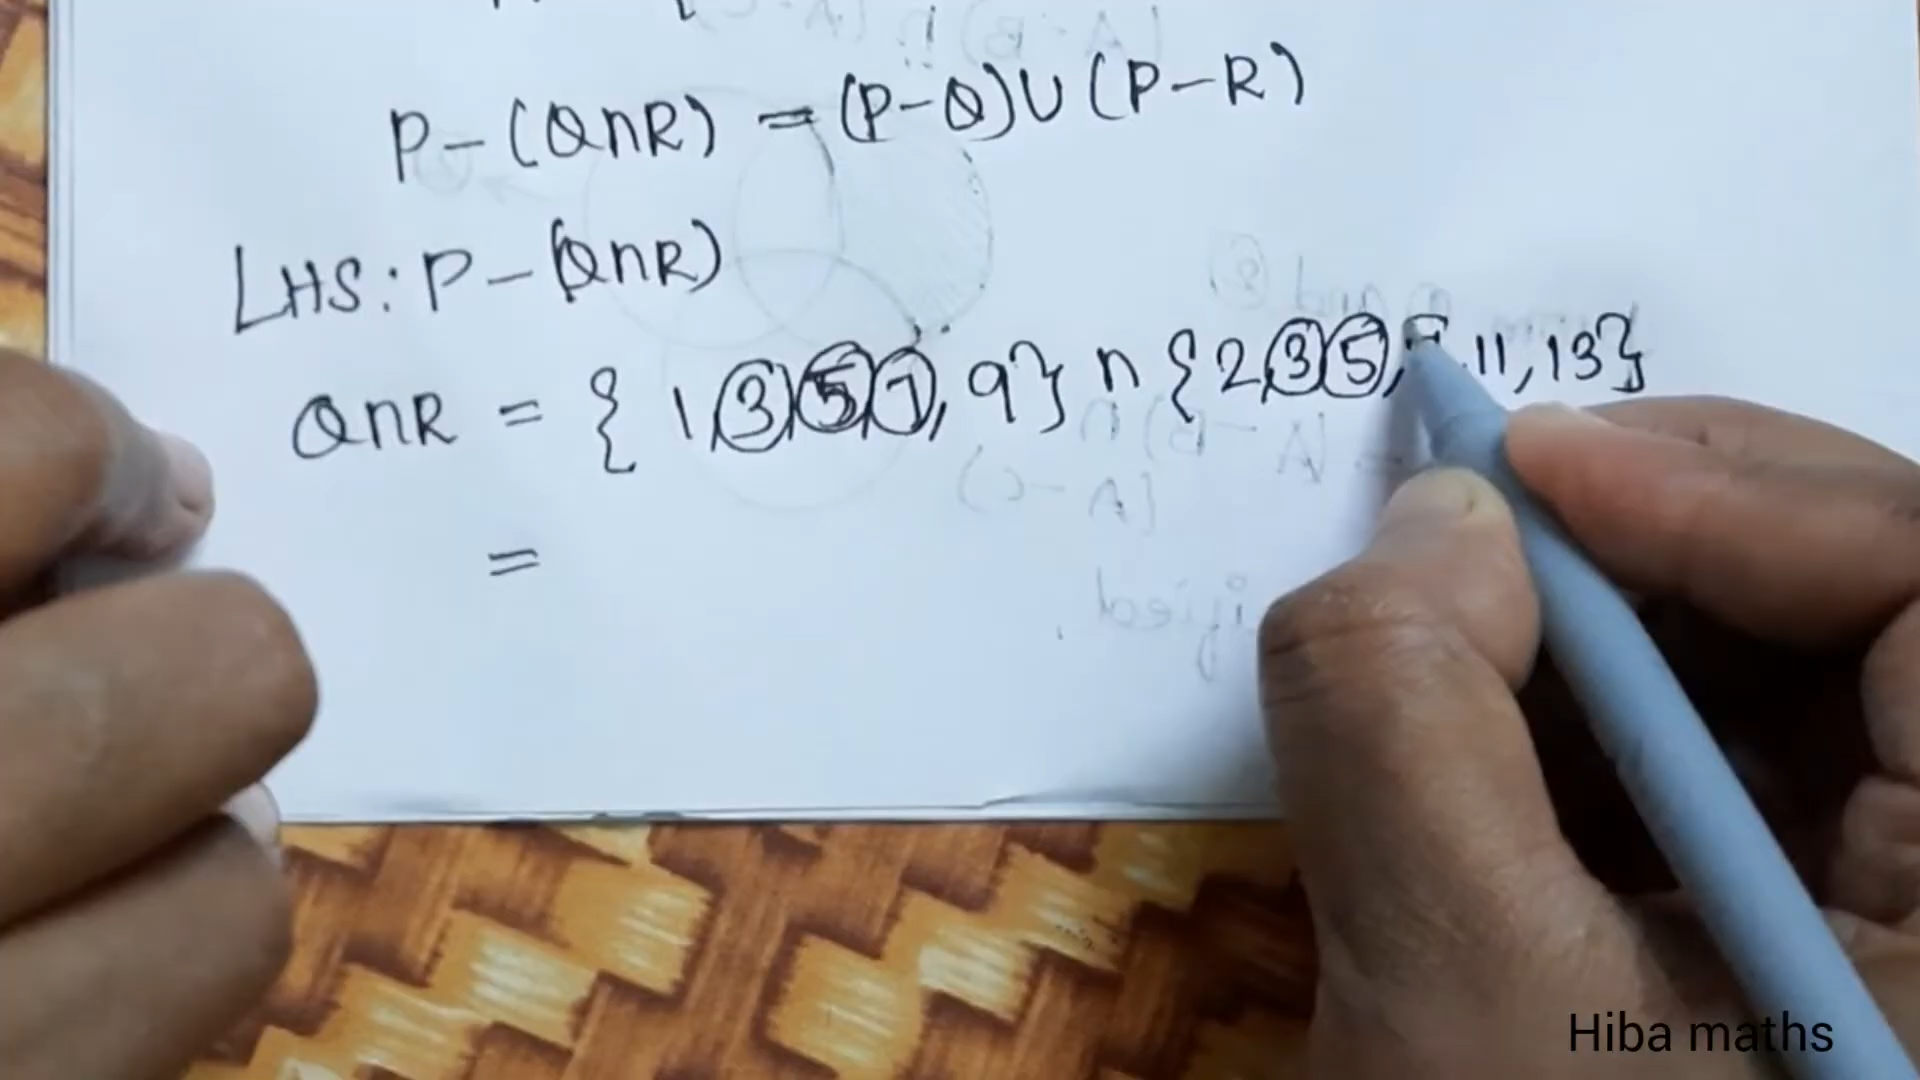 P-(Q∩R) = (P-Q)∪(P-R)
LHS: P-(Q∩R)
Q∩R = { 1,3,5,7,9} ∩ {2,3,5, 11,13}
=
Hiba maths